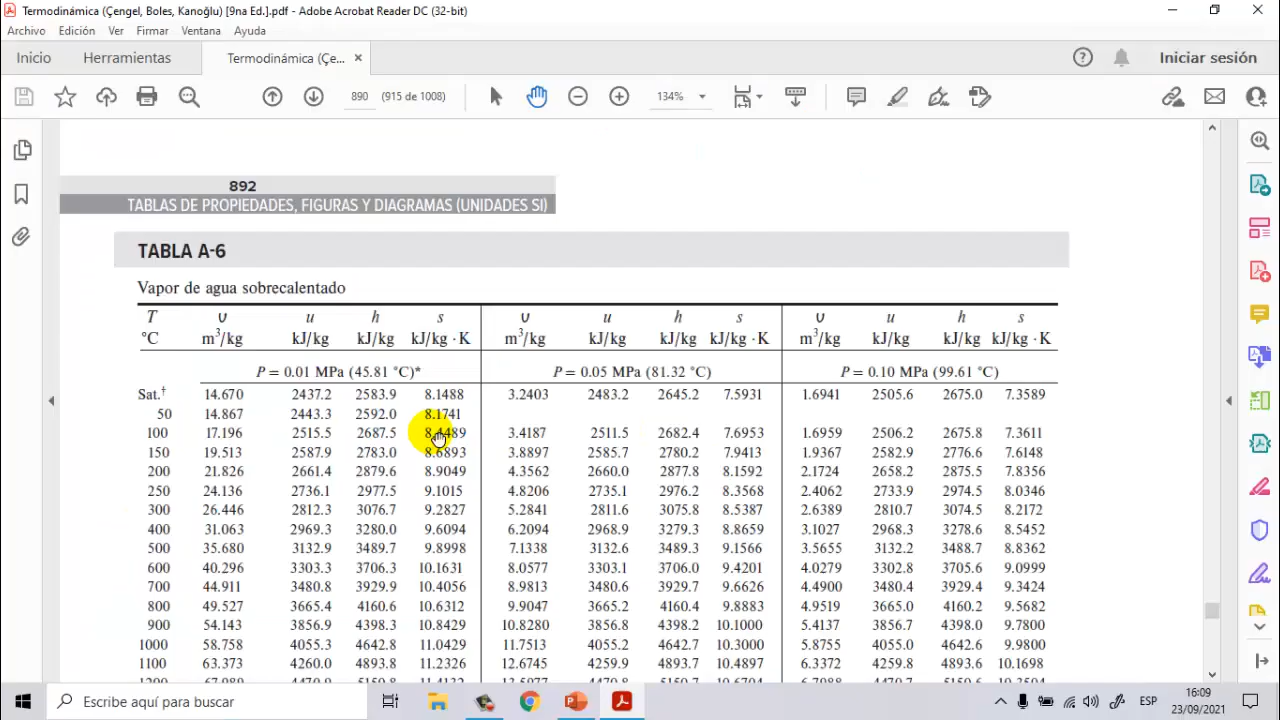 Termodinámica (Çengel, Boles, Kanoğlu) [9na Ed.].pdf - Adobe Acrobat Reader DC (32-bit)
Archivo Edición Ver Firmar Ventana Ayuda
Inicio Herramientas Termodinámica (Çe... × Iniciar sesión
890 (915 de 1008) 134%
892
TABLAS DE PROPIEDADES, FIGURAS Y DIAGRAMAS (UNIDADES SI)
TABLA A-6
Vapor de agua sobrecalentado
T υ u h s υ u h s υ u h s
°C m³/kg kJ/kg kJ/kg kJ/kg · K m³/kg kJ/kg kJ/kg kJ/kg · K m³/kg kJ/kg kJ/kg kJ/kg · K
P = 0.01 MPa (45.81 °C)* P = 0.05 MPa (81.32 °C) P = 0.10 MPa (99.61 °C)
Sat.† 14.670 2437.2 2583.9 8.1488 3.2403 2483.2 2645.2 7.5931 1.6941 2505.6 2675.0 7.3589
50 14.867 2443.3 2592.0 8.1741
100 17.196 2515.5 2687.5 8.4489 3.4187 2511.5 2682.4 7.6953 1.6959 2506.2 2675.8 7.3611
150 19.513 2587.9 2783.0 8.6893 3.8897 2585.7 2780.2 7.9413 1.9367 2582.9 2776.6 7.6148
200 21.826 2661.4 2879.6 8.9049 4.3562 2660.0 2877.8 8.1592 2.1724 2658.2 2875.5 7.8356
250 24.136 2736.1 2977.5 9.1015 4.8206 2735.1 2976.2 8.3568 2.4062 2733.9 2974.5 8.0346
300 26.446 2812.3 3076.7 9.2827 5.2841 2811.6 3075.8 8.5387 2.6389 2810.7 3074.5 8.2172
400 31.063 2969.3 3280.0 9.6094 6.2094 2968.9 3279.3 8.8659 3.1027 2968.3 3278.6 8.5452
500 35.680 3132.9 3489.7 9.8998 7.1338 3132.6 3489.3 9.1566 3.5655 3132.2 3488.7 8.8362
600 40.296 3303.3 3706.3 10.1631 8.0577 3303.1 3706.0 9.4201 4.0279 3302.8 3705.6 9.0999
700 44.911 3480.8 3929.9 10.4056 8.9813 3480.6 3929.7 9.6626 4.4900 3480.4 3929.4 9.3424
800 49.527 3665.4 4160.6 10.6312 9.9047 3665.2 4160.4 9.8883 4.9519 3665.0 4160.2 9.5682
900 54.143 3856.9 4398.3 10.8429 10.8280 3856.8 4398.2 10.1000 5.4137 3856.7 4398.0 9.7800
1000 58.758 4055.3 4642.8 11.0429 11.7513 4055.2 4642.7 10.3000 5.8755 4055.0 4642.6 9.9800
1100 63.373 4260.0 4893.8 11.2326 12.6745 4259.9 4893.7 10.4897 6.3372 4259.8 4893.6 10.1698
Escribe aquí para buscar ESP 16:09
23/09/2021